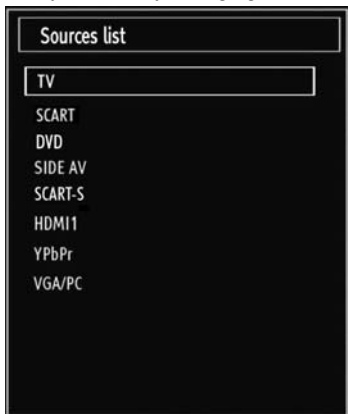 Sources list
TV
SCART
DVD
SIDE AV
SCART-S
HDMI1
YPbPr
VGA/PC